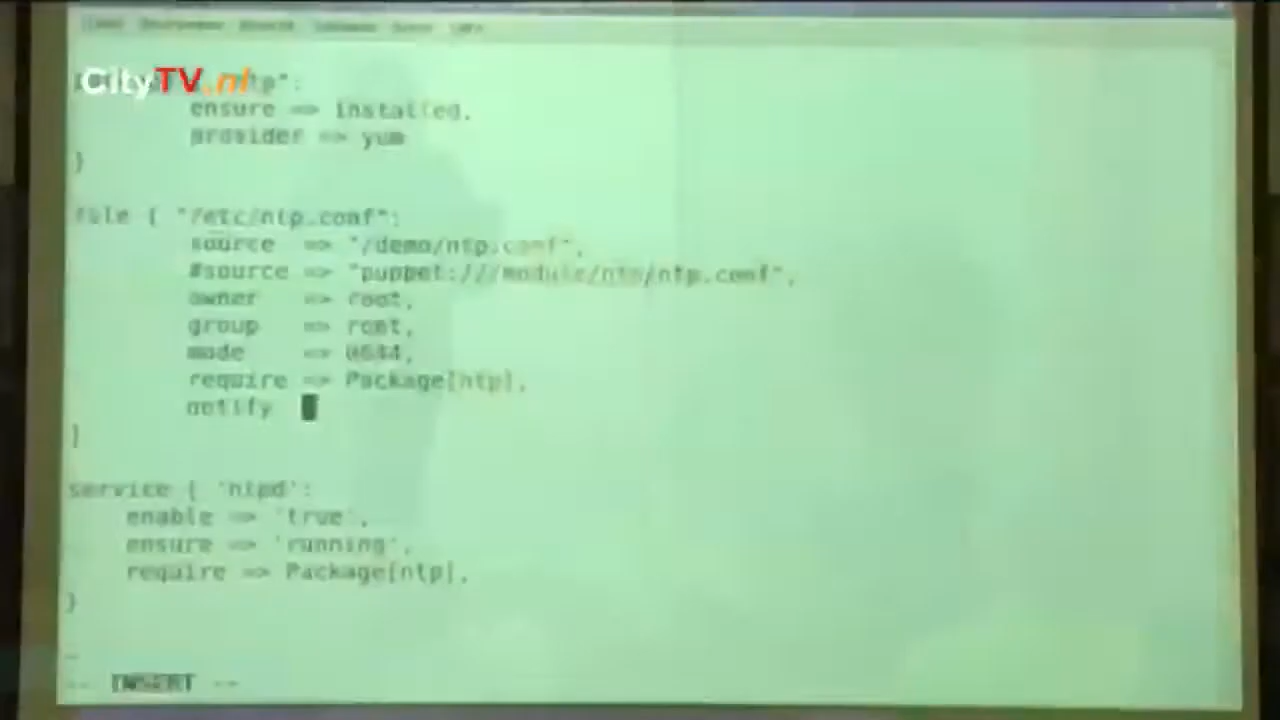 CityTV.nl
ensure => installed,
provider => yum
}
file { "/etc/ntp.conf":
source => "/demo/ntp.conf",
#source => "puppet:///module/ntp/ntp.conf",
owner => root,
group => root,
mode => 0644,
require => Package[ntp],
notify
}
service { 'ntpd':
enable => 'true',
ensure => 'running',
require => Package[ntp],
}
-- INSERT --